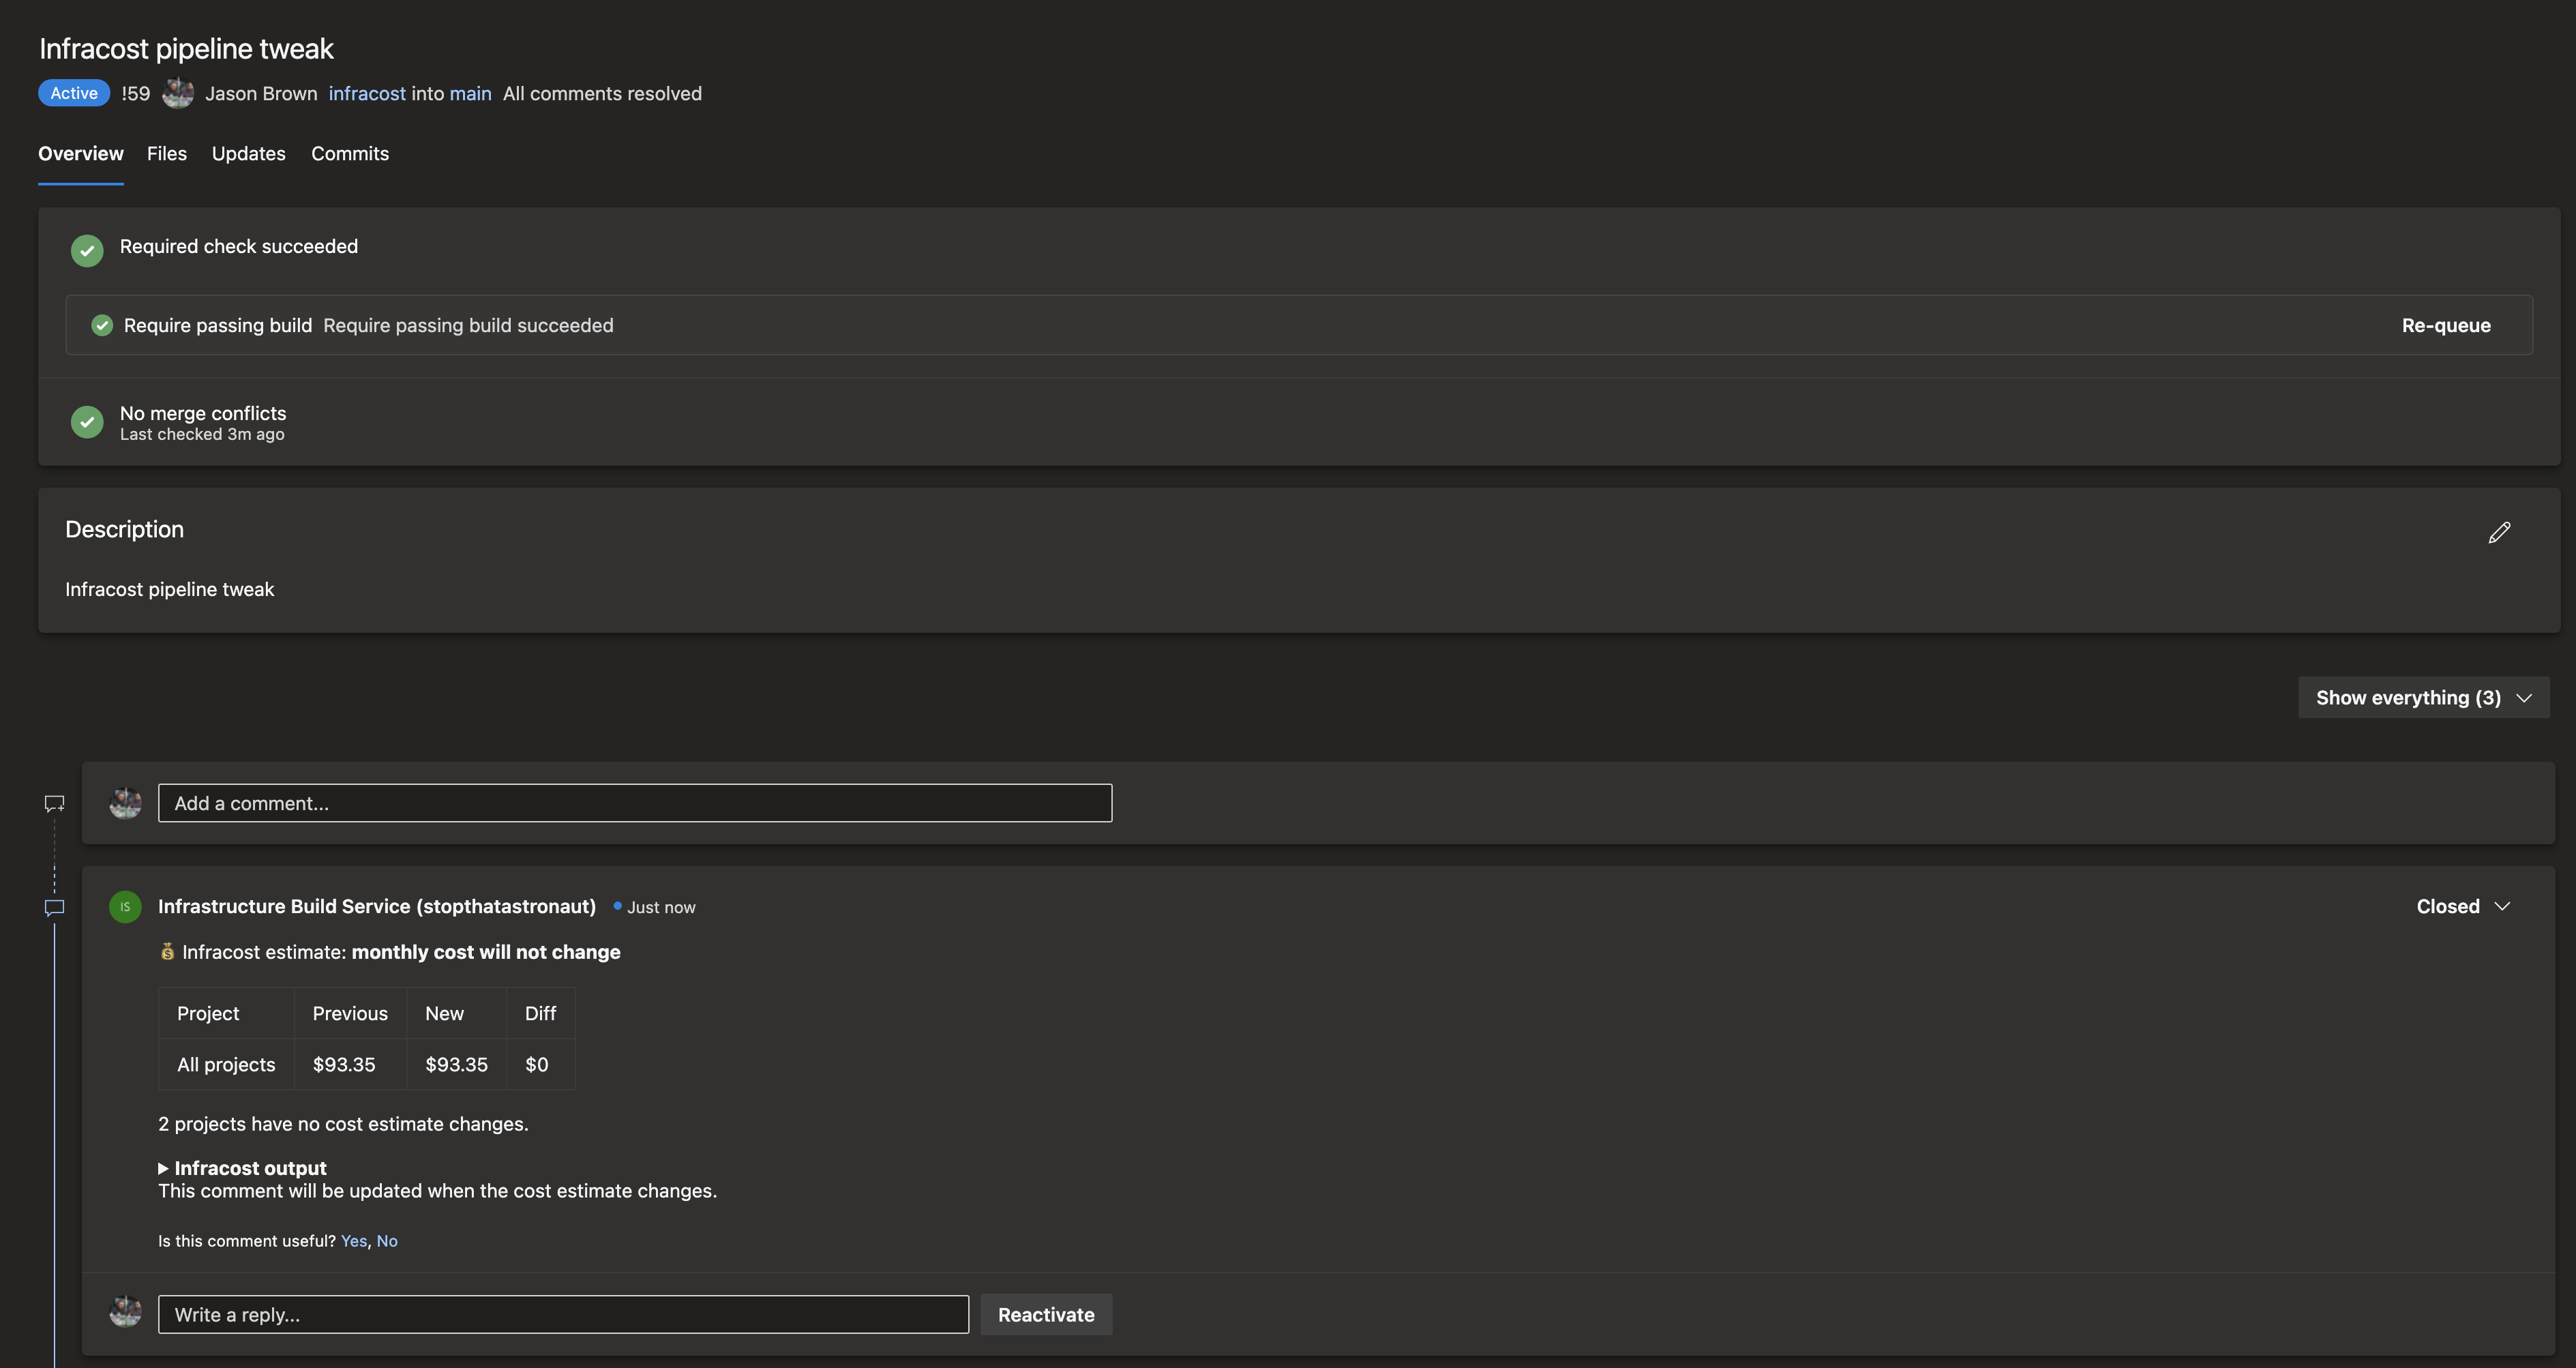 Infracost pipeline tweak
Active !59 Jason Brown infracost into main All comments resolved
Overview Files Updates Commits
Required check succeeded
Require passing build Require passing build succeeded Re-queue
No merge conflicts
Last checked 3m ago
Description
Infracost pipeline tweak
Show everything (3)
Add a comment...
IS Infrastructure Build Service (stopthatastronaut) Just now Closed
Infracost estimate: monthly cost will not change
Project Previous New Diff
All projects $93.35 $93.35 $0
2 projects have no cost estimate changes.
Infracost output
This comment will be updated when the cost estimate changes.
Is this comment useful? Yes, No
Write a reply... Reactivate